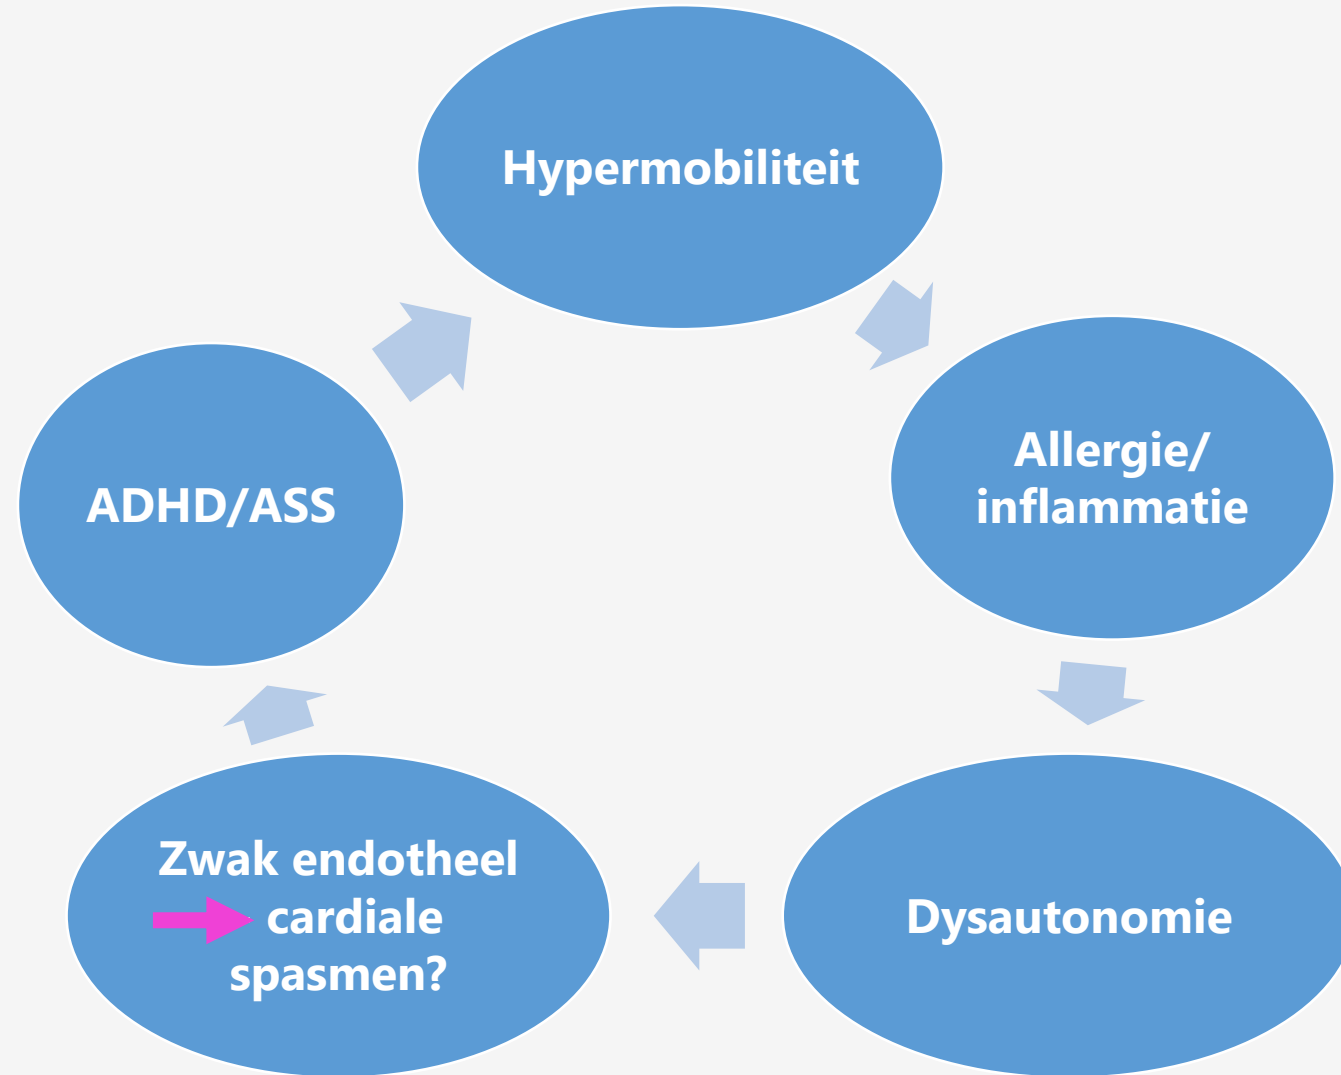 Hypermobiliteit
Allergie/
inflammatie
Dysautonomie
Zwak endotheel
cardiale
spasmen?
ADHD/ASS